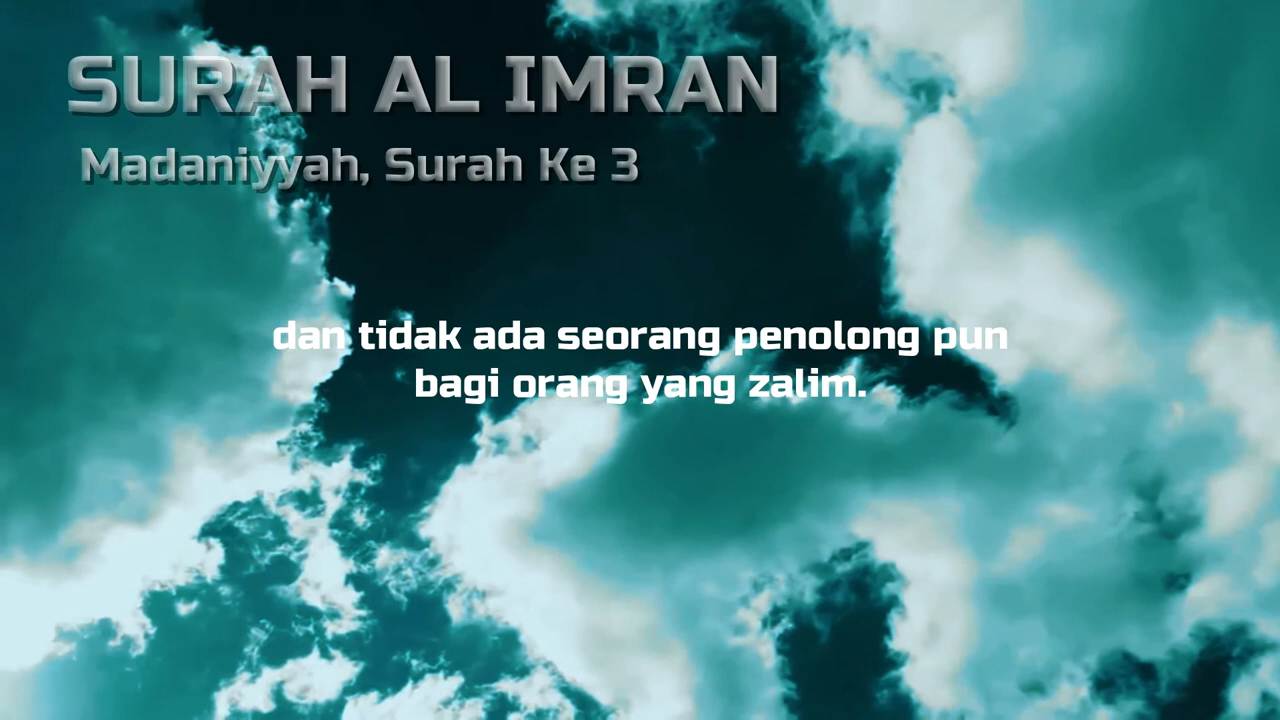 SURAH AL IMRAN
Madaniyyah, Surah Ke 3
dan tidak ada seorang penolong pun
bagi orang yang zalim.